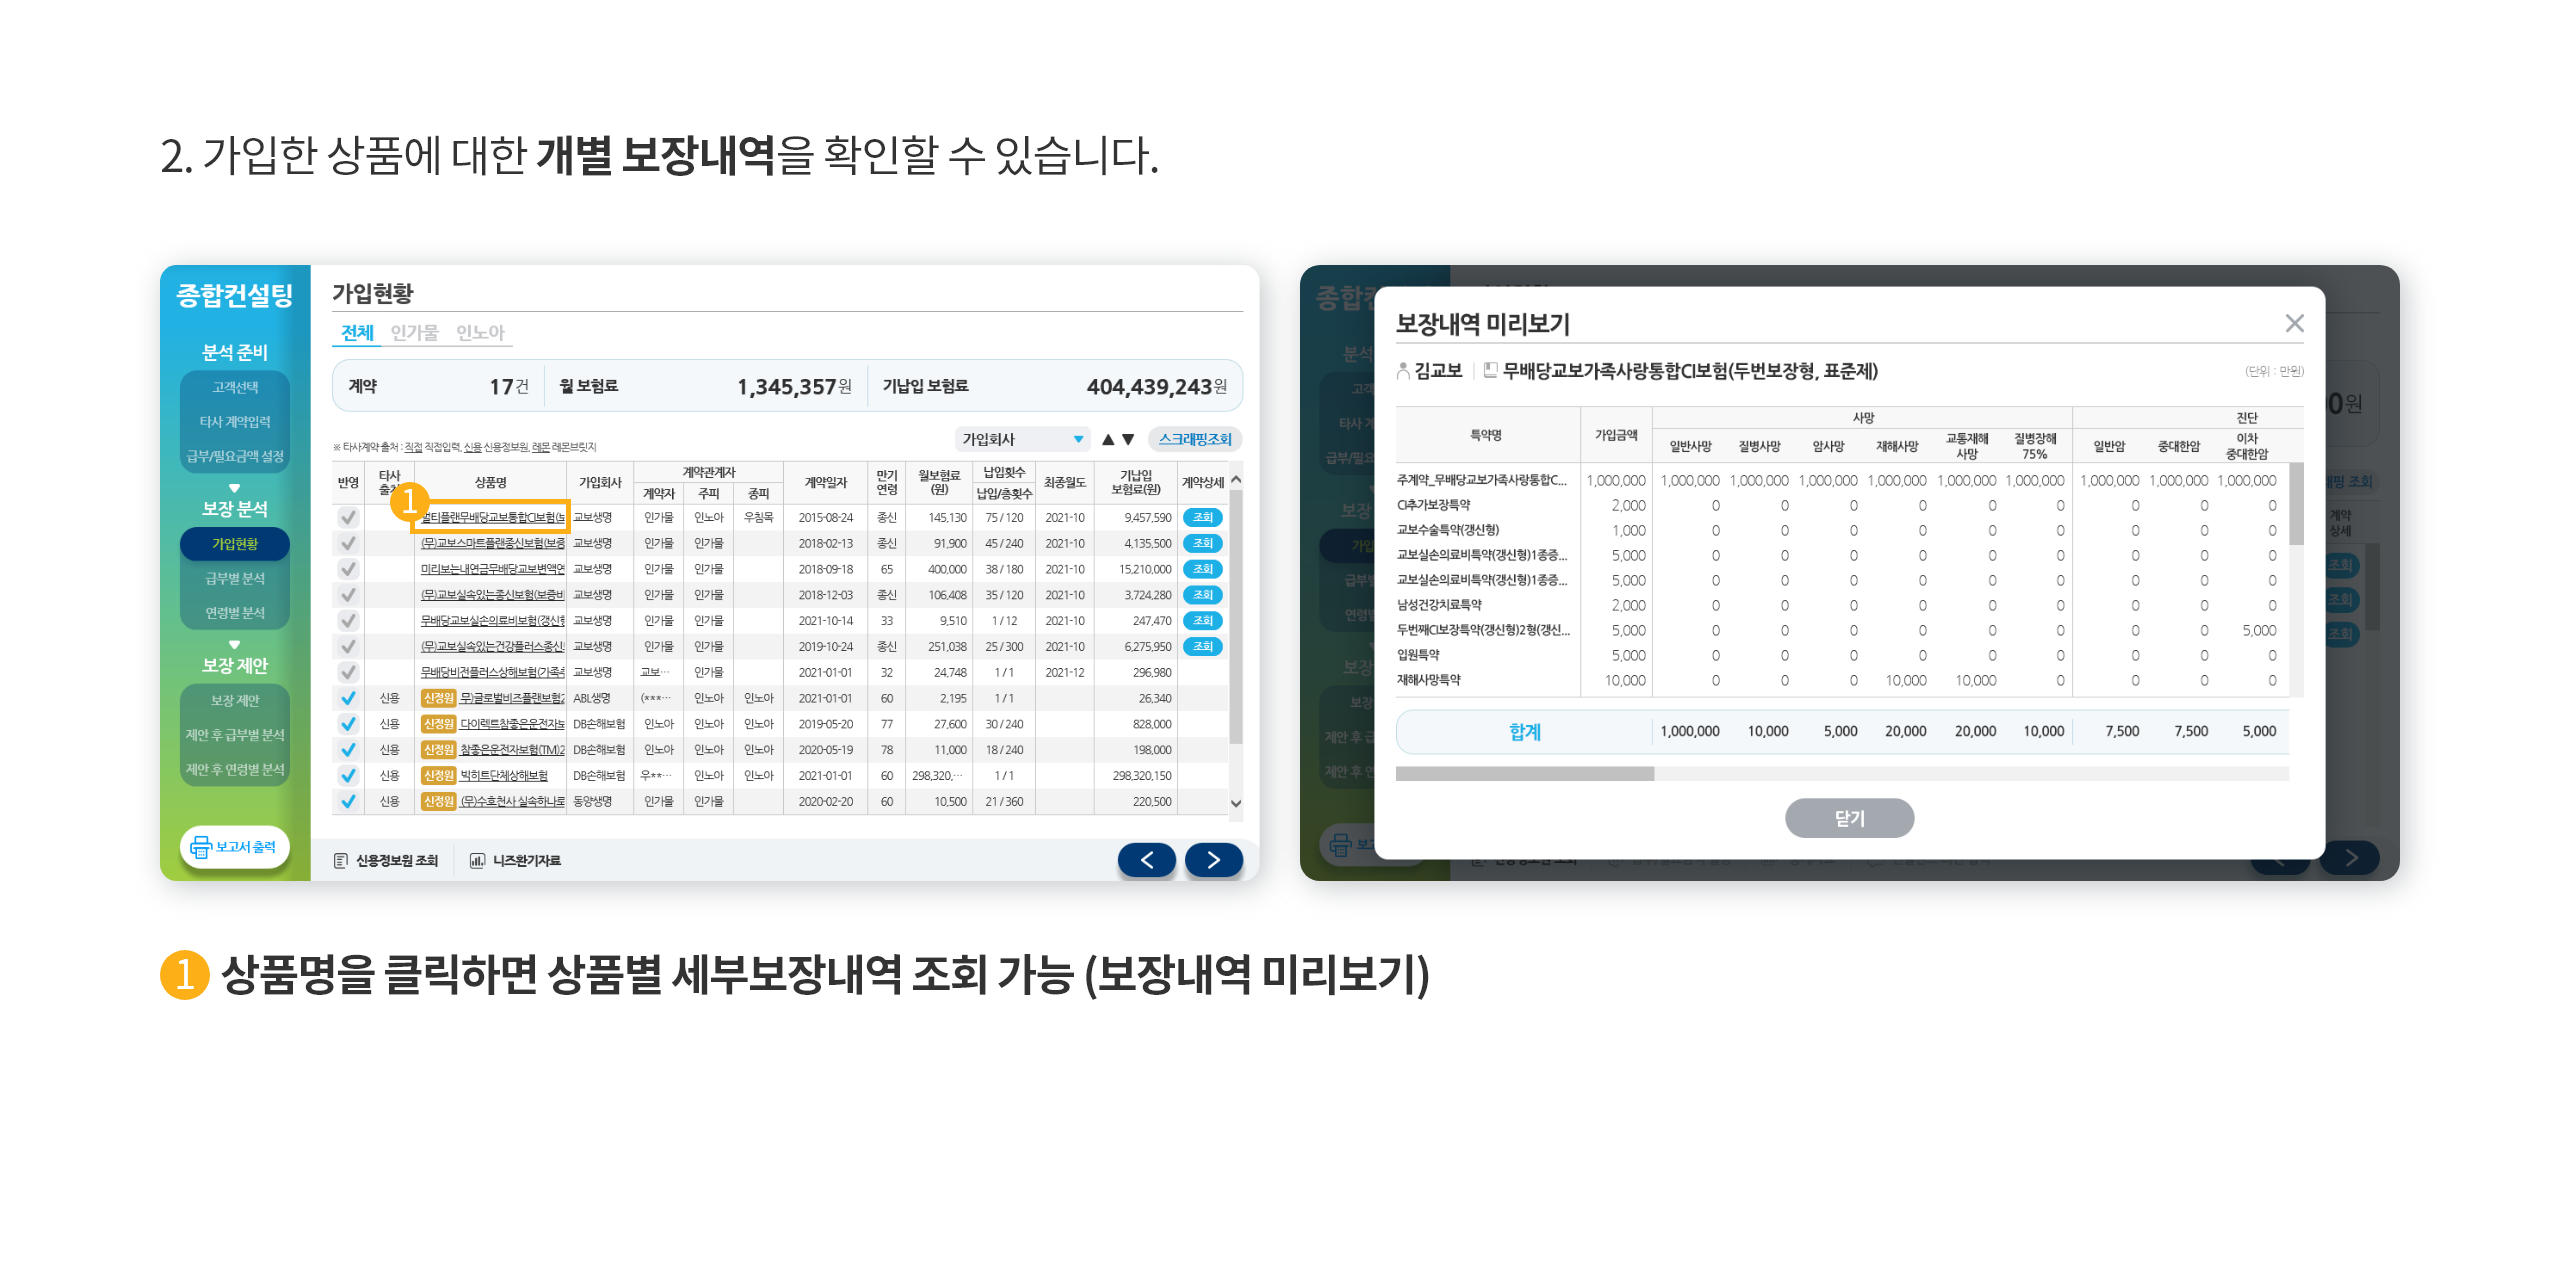 2. 가입한 상품에 대한 개별 보장내역을 확인할 수 있습니다.
종합컨설팅
분석 준비
고객선택
타사 계약입력
급부/필요금액 설정
보장 분석
가입현황
급부별 분석
연령별 분석
보장 제안
보장 제안
제안 후 급부별 분석
제안 후 연령별 분석
보고서 출력
가입현황
전체 인가물 인노아
계약 17건 월 보험료 1,345,357원 기납입 보험료 404,439,243원
※ 타사계약 출처 : 직접 직접입력, 신용 신용정보원, 레몬 레몬브릿지
가입회사 ▲ ▼ 스크래핑조회
반영 타사 출처 상품명 가입회사 계약관계자 계약자 주피 종피 계약일자 만기 연령 월보험료 (원) 납입횟수 납입/총횟수 최종월도 기납입 보험료(원) 계약상세
1
멀티플랜무배당교보통합CI보험(보 교보생명 인가물 인노아 우침목 2015-08-24 종신 145,130 75 / 120 2021-10 9,457,590 조회
(무)교보스마트플랜종신보험(보증 교보생명 인가물 인가물 2018-02-13 종신 91,900 45 / 240 2021-10 4,135,500 조회
미리보는내연금무배당교보변액연 교보생명 인가물 인가물 2018-09-18 65 400,000 38 / 180 2021-10 15,210,000 조회
(무)교보실속있는종신보험(보증비 교보생명 인가물 인가물 2018-12-03 종신 106,408 35 / 120 2021-10 3,724,280 조회
무배당교보실손의료비보험(갱신형 교보생명 인가물 인가물 2021-10-14 33 9,510 1 / 12 2021-10 247,470 조회
(무)교보실속있는건강플러스종신 교보생명 인가물 인가물 2019-10-24 종신 251,038 25 / 300 2021-10 6,275,950 조회
무배당비전플러스상해보험(가족추 교보생명 교보… 인가물 2021-01-01 32 24,748 1 / 1 2021-12 296,980
신용 신정원 무)글로벌비즈플랜보험2 ABL생명 (***… 인노아 인노아 2021-01-01 60 2,195 1 / 1 26,340
신용 신정원 다이렉트참좋은운전자보 DB손해보험 인노아 인노아 인노아 2019-05-20 77 27,600 30 / 240 828,000
신용 신정원 참좋은운전자보험(TM)2 DB손해보험 인노아 인노아 인노아 2020-05-19 78 11,000 18 / 240 198,000
신용 신정원 빅히트단체상해보험 DB손해보험 우**… 인노아 인노아 2021-01-01 60 298,320,… 1 / 1 298,320,150
신용 신정원 (무)수호천사 실속하나로 동양생명 인가물 인가물 2020-02-20 60 10,500 21 / 360 220,500
신용정보원 조회 니즈환기자료
보장내역 미리보기
김교보 무배당교보가족사랑통합CI보험(두번보장형, 표준제) (단위 : 만원)
특약명 가입금액 사망 진단
일반사망 질병사망 암사망 재해사망 교통재해 사망 질병장해 75% 일반암 중대한암 이차 중대한암
주계약_무배당교보가족사랑통합C... 1,000,000 1,000,000 1,000,000 1,000,000 1,000,000 1,000,000 1,000,000 1,000,000 1,000,000 1,000,000
CI추가보장특약 2,000 0 0 0 0 0 0 0 0 0
교보수술특약(갱신형) 1,000 0 0 0 0 0 0 0 0 0
교보실손의료비특약(갱신형)1종중... 5,000 0 0 0 0 0 0 0 0 0
교보실손의료비특약(갱신형)1종중... 5,000 0 0 0 0 0 0 0 0 0
남성건강치료특약 2,000 0 0 0 0 0 0 0 0 0
두번째CI보장특약(갱신형)2형(갱신... 5,000 0 0 0 0 0 0 0 0 5,000
입원특약 5,000 0 0 0 0 0 0 0 0 0
재해사망특약 10,000 0 0 0 10,000 10,000 0 0 0 0
합계 1,000,000 10,000 5,000 20,000 20,000 10,000 7,500 7,500 5,000
닫기
1 상품명을 클릭하면 상품별 세부보장내역 조회 가능 (보장내역 미리보기)